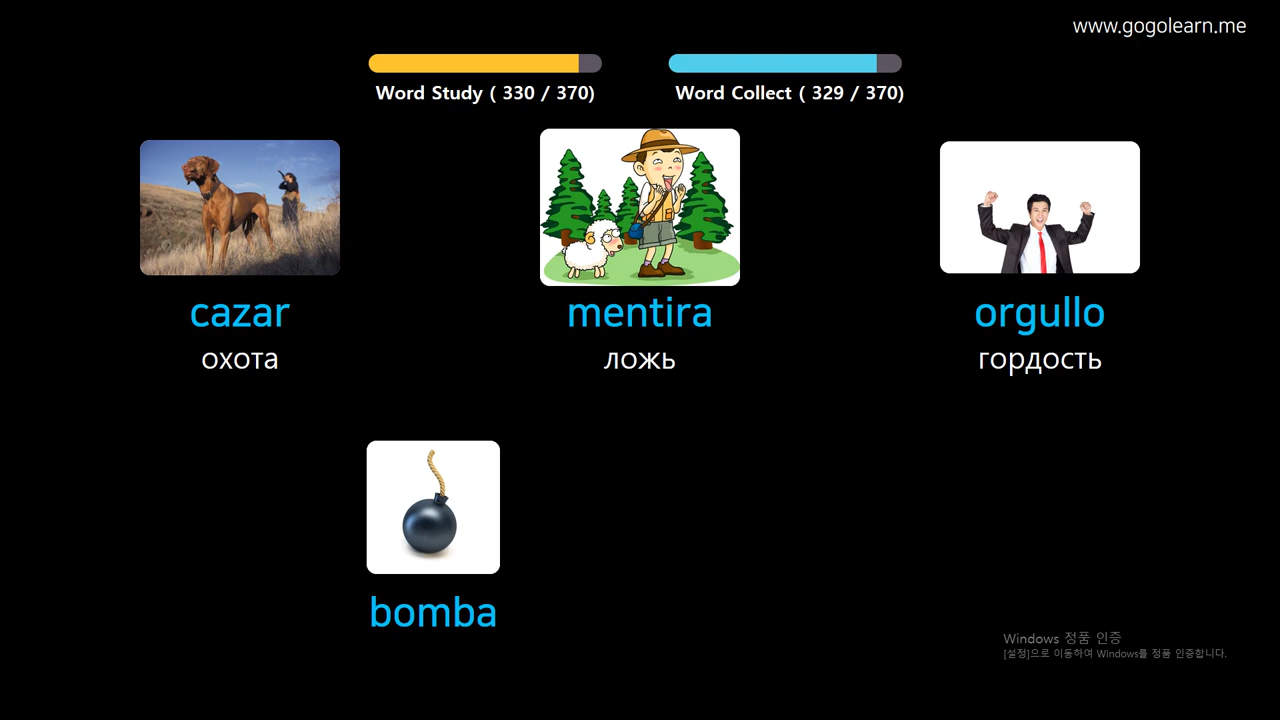 www.gogolearn.me
Word Study ( 330 / 370)
Word Collect ( 329 / 370)
cazar
mentira
orgullo
охота
ложь
гордость
bomba
Windows 정품 인증
[설정]으로 이동하여 Windows를 정품 인증합니다.